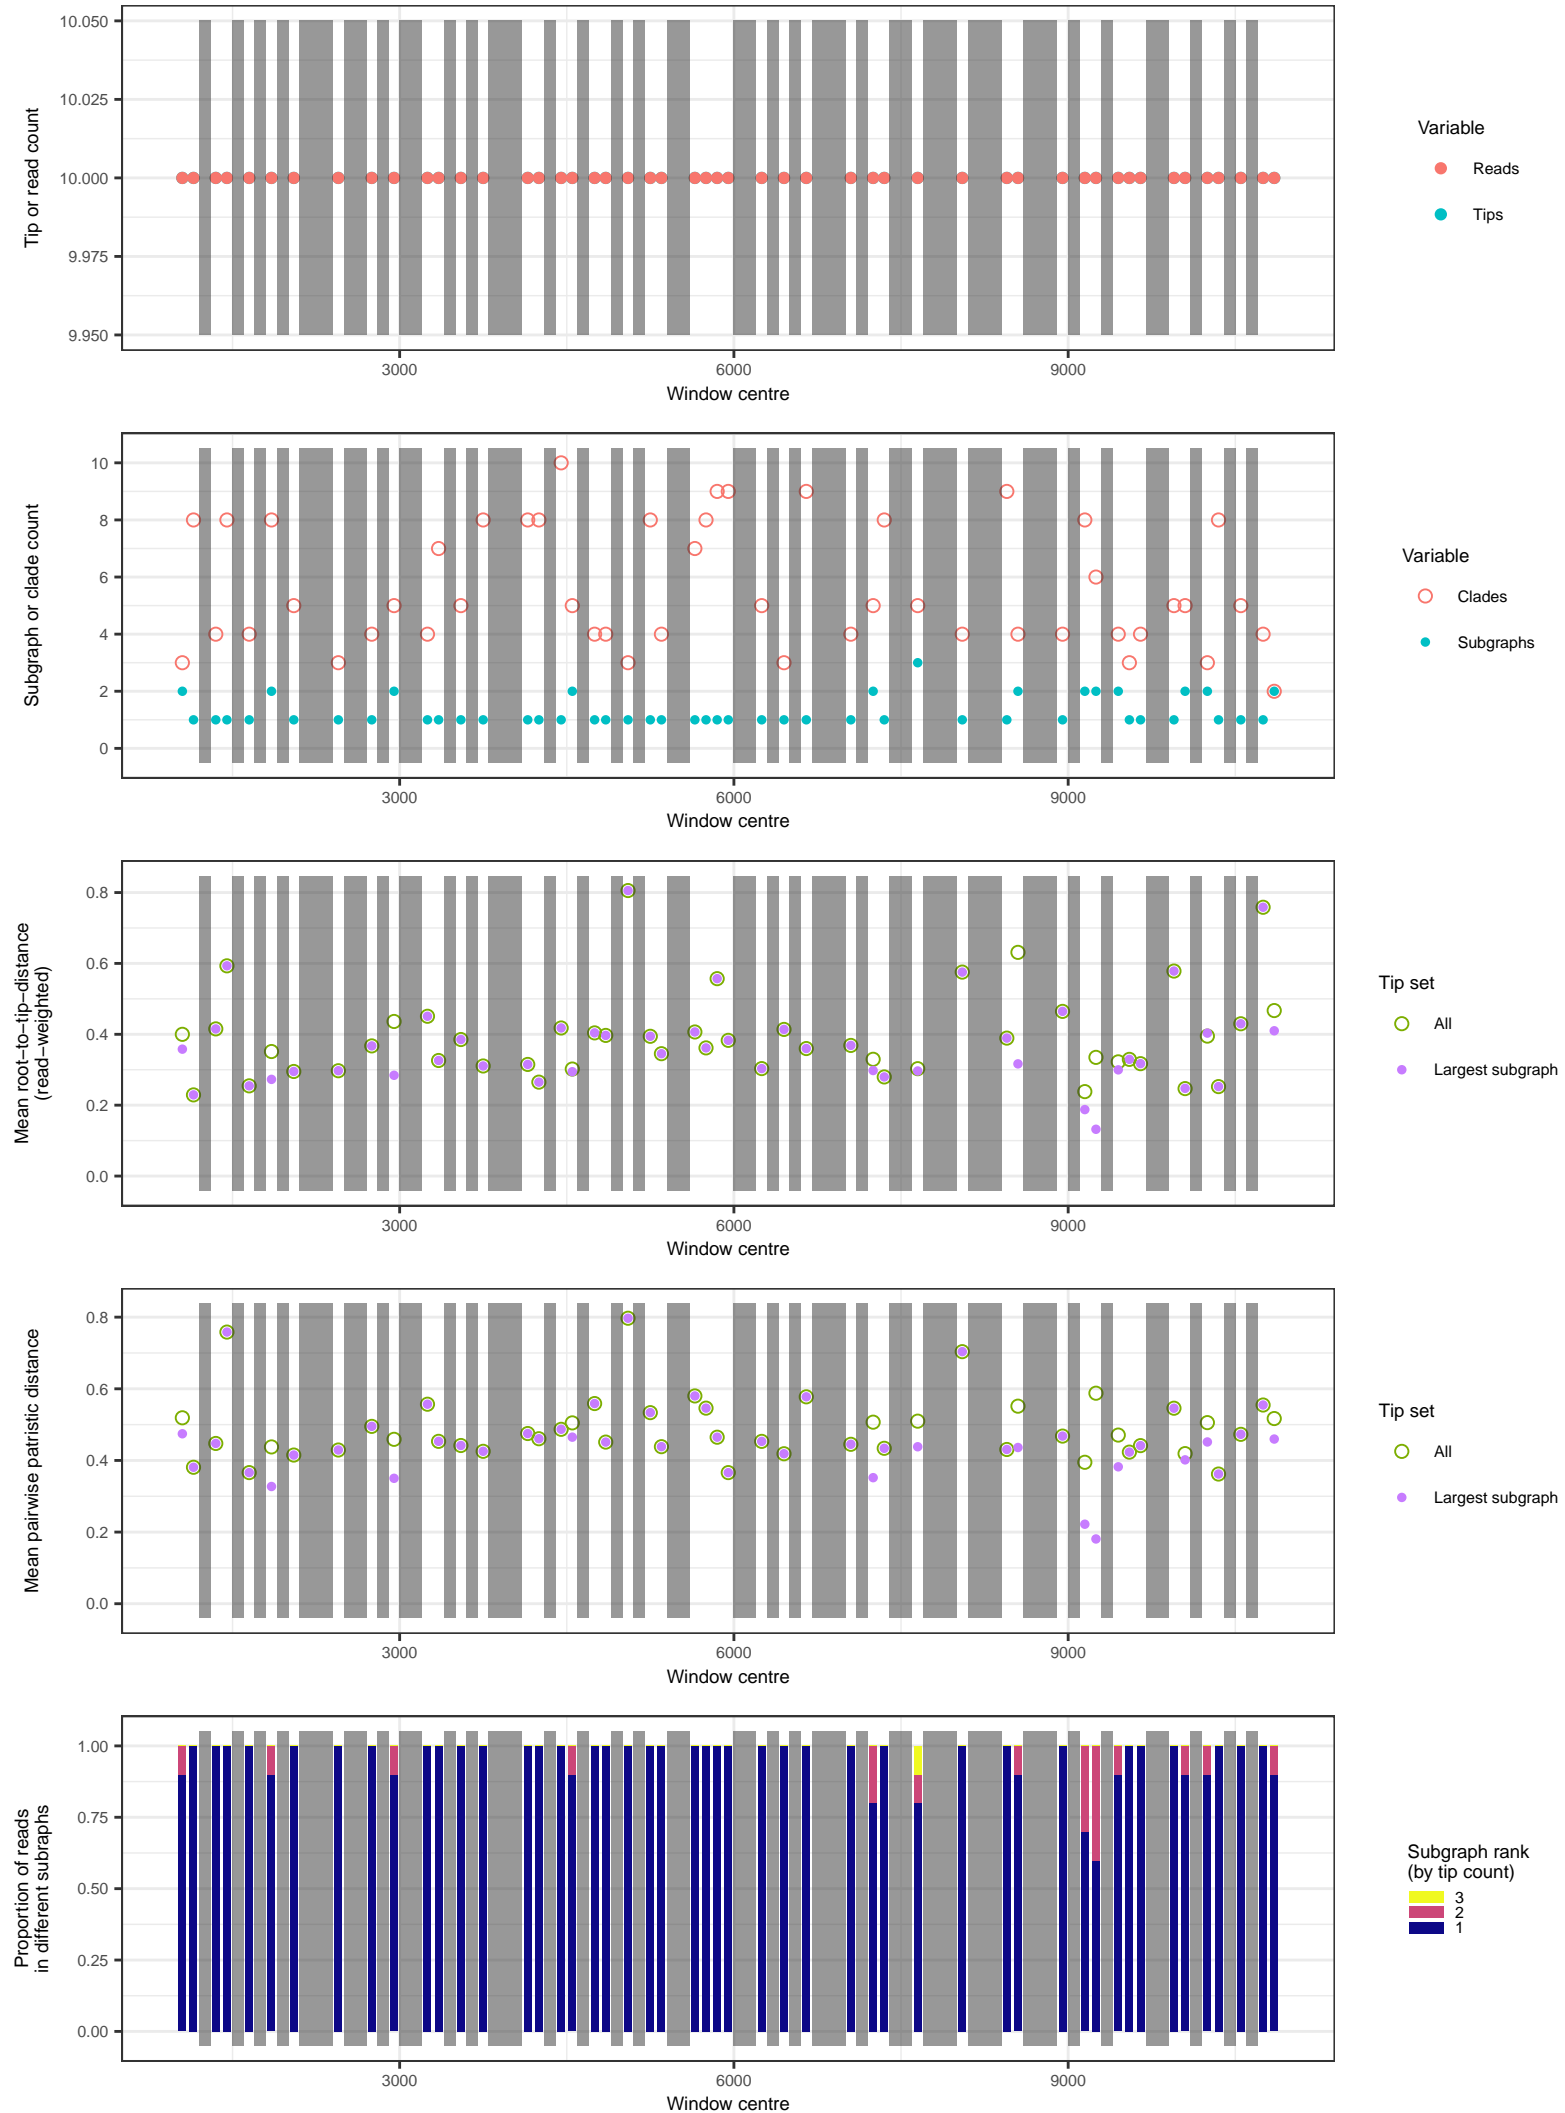 10.050
10.025
10.000
9.975
9.950
Tip or read count
3000
6000
9000
Window centre
Variable
Reads
Tips
10
8
6
4
2
0
Subgraph or clade count
3000
6000
9000
Window centre
Variable
Clades
Subgraphs
0.8
0.6
0.4
0.2
0.0
Mean root−to−tip−distance
(read−weighted)
3000
6000
9000
Window centre
Tip set
All
Largest subgraph
0.8
0.6
0.4
0.2
0.0
Mean pairwise patristic distance
3000
6000
9000
Window centre
Tip set
All
Largest subgraph
1.00
0.75
0.50
0.25
0.00
Proportion of reads
in different subraphs
3000
6000
9000
Window centre
Subgraph rank
(by tip count)
3
2
1